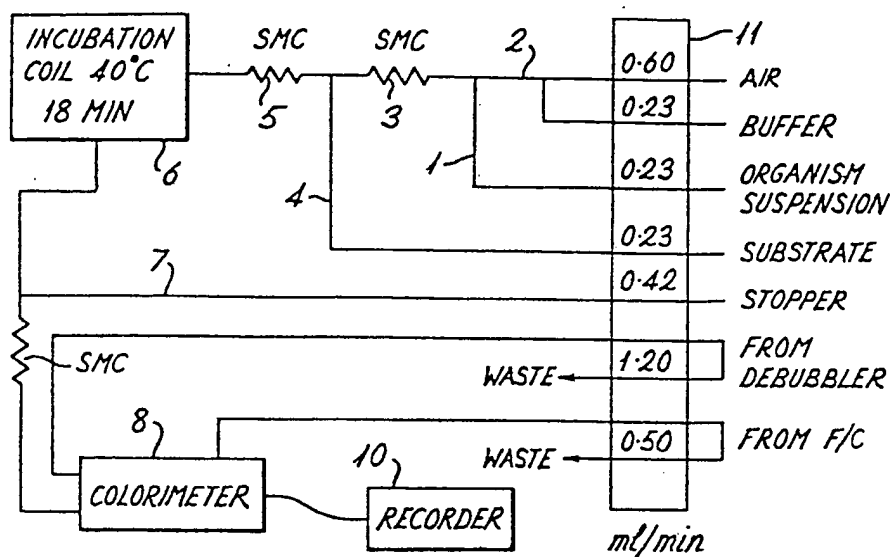 INCUBATION
COIL 40°C
18 MIN
6
SMC
5
SMC
3
2
1
4
11
0·60
AIR
0·23
BUFFER
0·23
ORGANISM
SUSPENSION
0·23
SUBSTRATE
7
0·42
STOPPER
SMC
WASTE
1·20
FROM
DEBUBBLER
8
COLORIMETER
WASTE
0·50
FROM F/C
10
RECORDER
ml/min